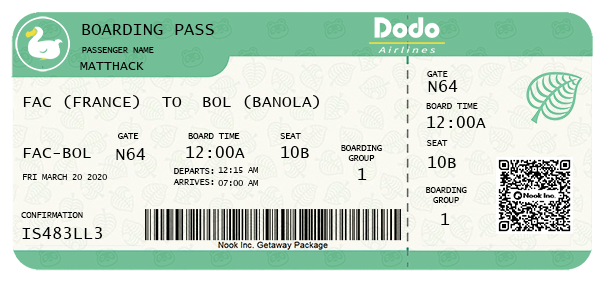 BOARDING PASS
PASSENGER NAME
MATTHACK
Dodo
Airlines
FAC (FRANCE) TO BOL (BANOLA)
GATE
BOARD TIME
SEAT
FAC-BOL
N64
12:00A
10B
BOARDING
GROUP
1
FRI MARCH 20 2020
DEPARTS: 12:15 AM
ARRIVES: 07:00 AM
CONFIRMATION
IS483LL3
Nook Inc. Getaway Package
GATE
N64
BOARD TIME
12:00A
SEAT
10B
BOARDING
GROUP
1
Nook Inc.